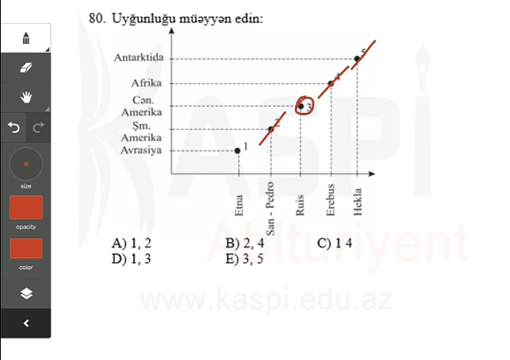 80. Uyğunluğu müəyyən edin:
Antarktida
Afrika
Cən.
Amerika
Şm.
Amerika
Avrasiya
1
2
3
4
5
Etna
San - Pedro
Ruis
Erebus
Hekla
A) 1, 2
B) 2, 4
C) 1 4
D) 1, 3
E) 3, 5
KASPI
Abituriyent
www.kaspi.edu.az
size
opacity
color